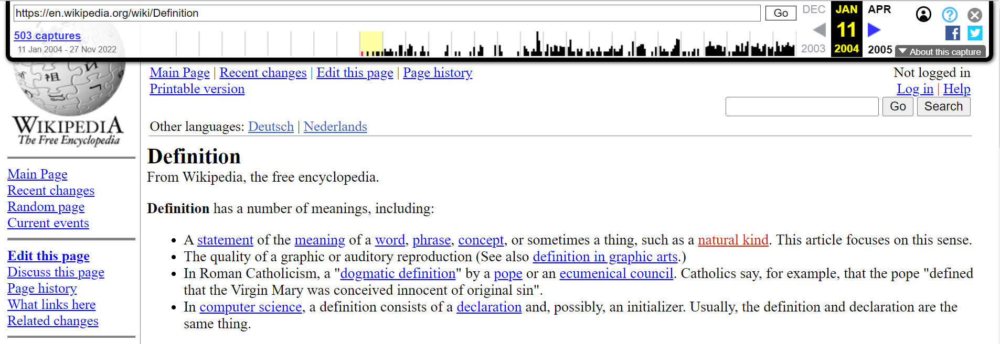 https://en.wikipedia.org/wiki/Definition
Go
DEC
JAN
APR
503 captures
11
11 Jan 2004 - 27 Nov 2022
2003
2004
2005
About this capture
祖
И
WIKIPEDIA
The Free Encyclopedia
Main Page
Recent changes
Random page
Current events
Edit this page
Discuss this page
Page history
What links here
Related changes
Main Page | Recent changes | Edit this page | Page history
Printable version
Not logged in
Log in | Help
Go
Search
Other languages: Deutsch | Nederlands
Definition
From Wikipedia, the free encyclopedia.
Definition has a number of meanings, including:
• A statement of the meaning of a word, phrase, concept, or sometimes a thing, such as a natural kind. This article focuses on this sense.
• The quality of a graphic or auditory reproduction (See also definition in graphic arts.)
• In Roman Catholicism, a "dogmatic definition" by a pope or an ecumenical council. Catholics say, for example, that the pope "defined
that the Virgin Mary was conceived innocent of original sin".
• In computer science, a definition consists of a declaration and, possibly, an initializer. Usually, the definition and declaration are the
same thing.